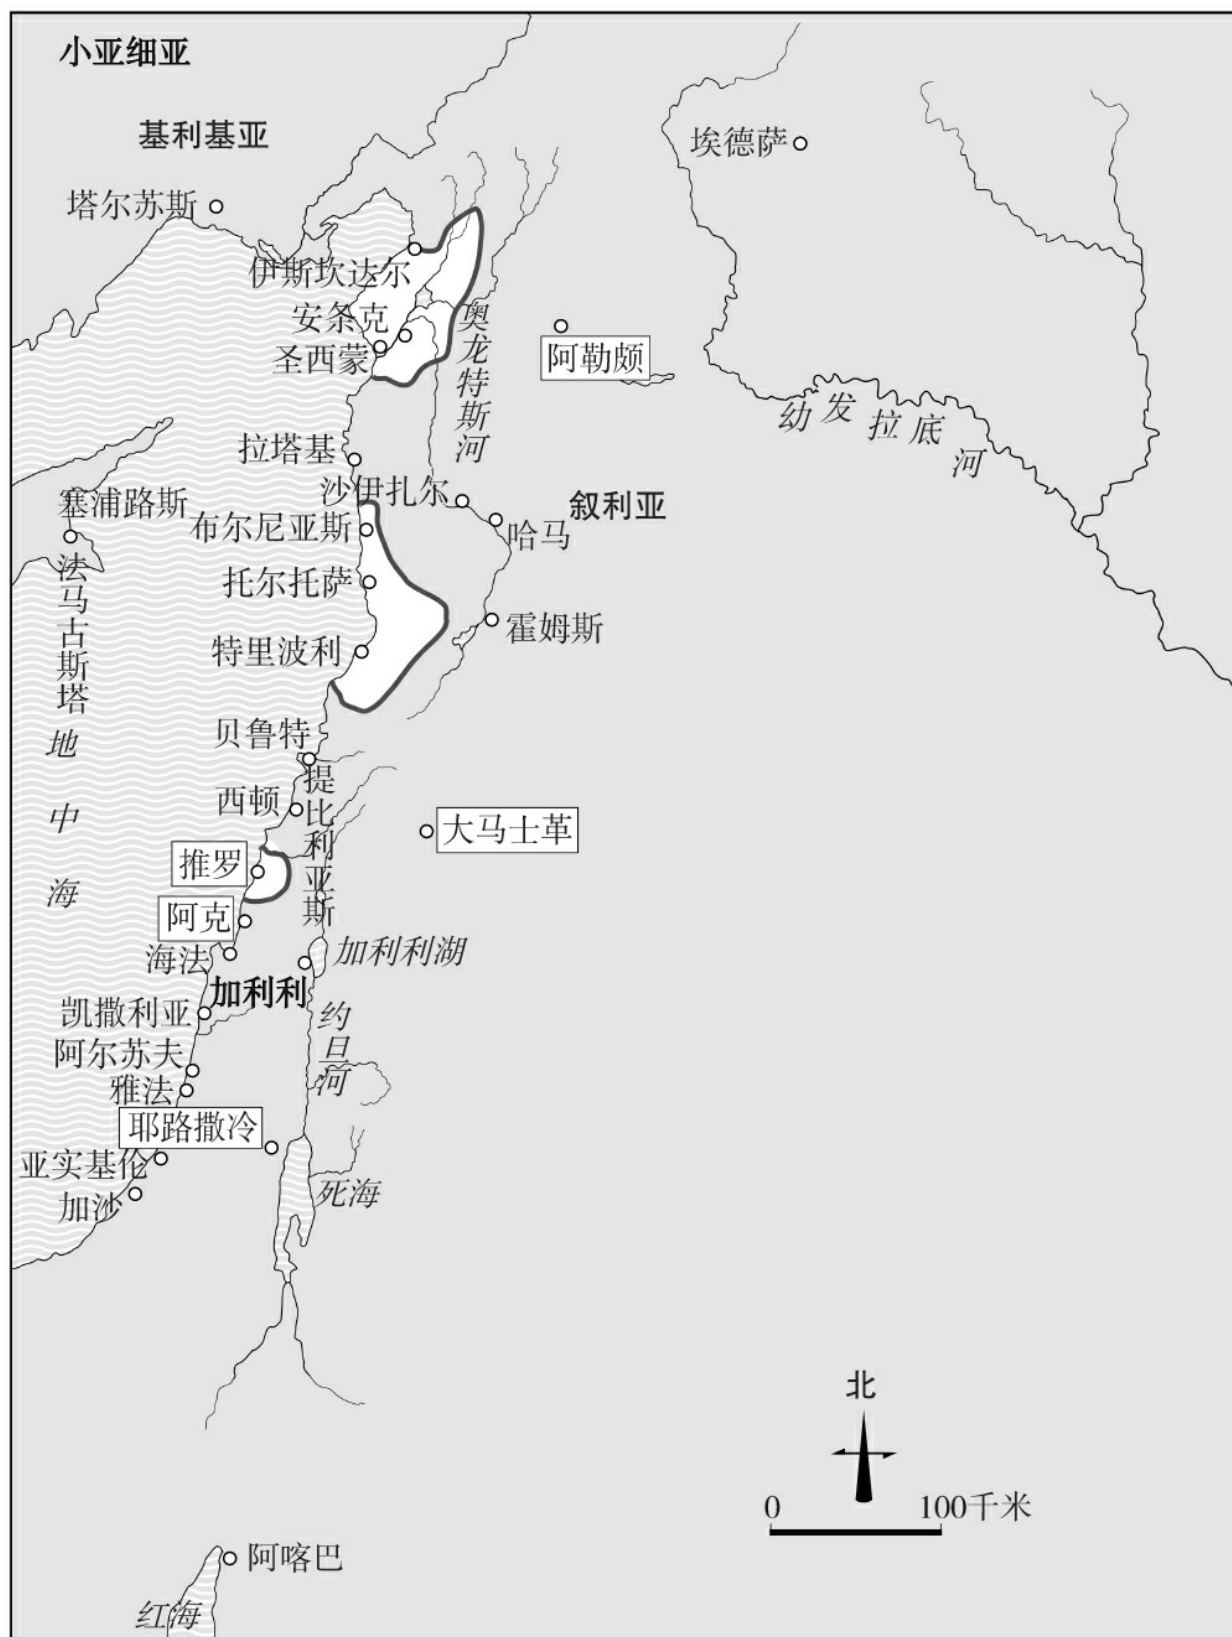 小亚细亚
基利基亚
埃德萨
塔尔苏斯
伊斯坎达尔
安条克
奥龙特斯河
阿勒颇
圣西蒙
幼发拉底河
拉塔基
沙伊扎尔
叙利亚
塞浦路斯
布尔尼亚斯
哈马
法马古斯塔
托尔托萨
霍姆斯
特里波利
贝鲁特
地中海
提比利亚斯
西顿
大马士革
推罗
阿克
海法
加利利湖
加利利
凯撒利亚
约旦河
阿尔苏夫
雅法
耶路撒冷
亚实基伦
死海
加沙
北
0 100千米
阿喀巴
红海